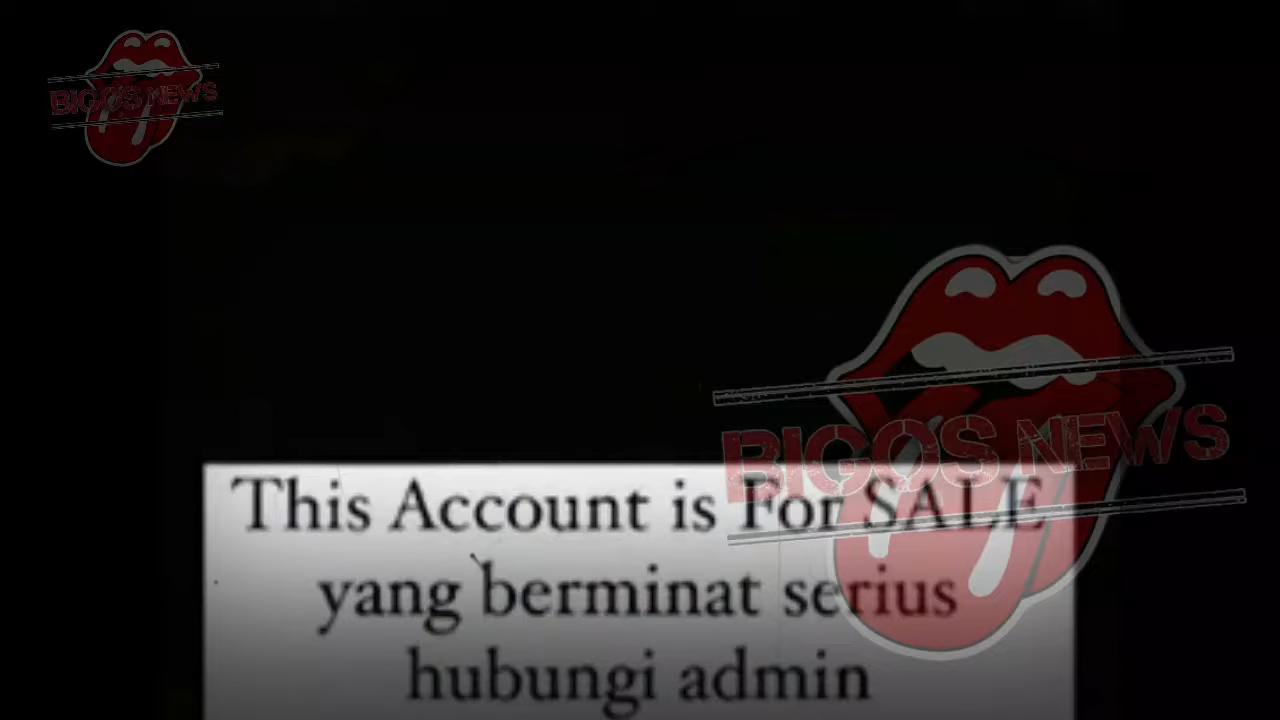 BIGOS NEWS
BIGOS NEWS
This Account is For SALE
yang berminat serius
hubungi admin